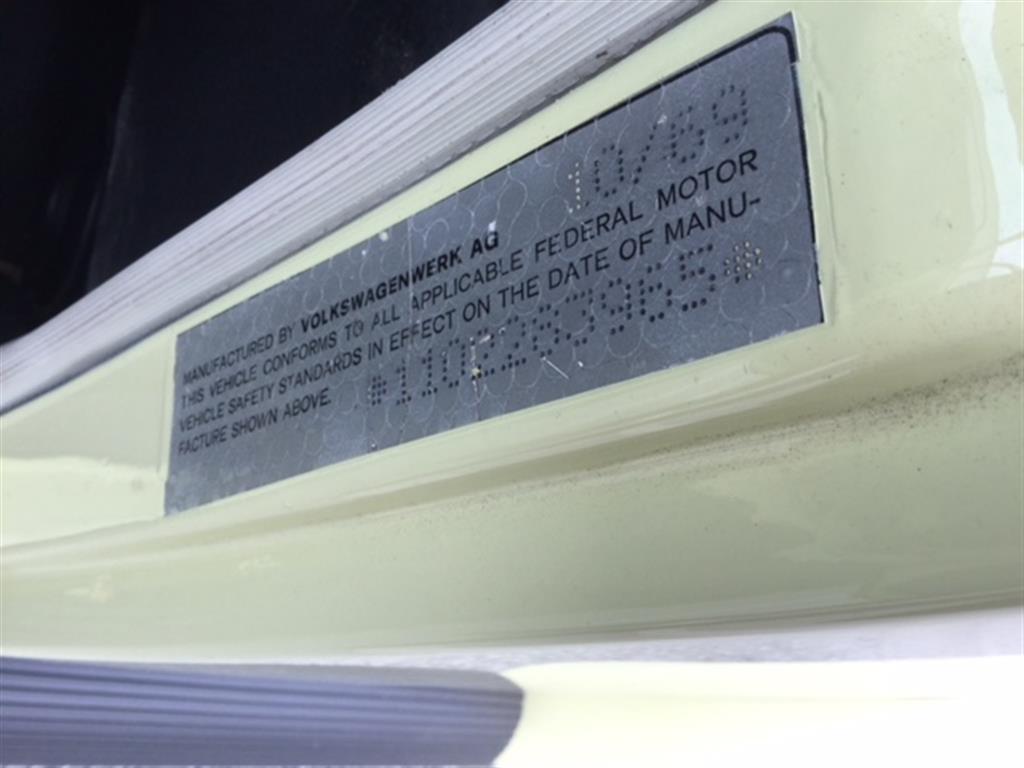 10/69
MANUFACTURED BY VOLKSWAGENWERK AG
THIS VEHICLE CONFORMS TO ALL APPLICABLE FEDERAL MOTOR
VEHICLE SAFETY STANDARDS IN EFFECT ON THE DATE OF MANU-
FACTURE SHOWN ABOVE.